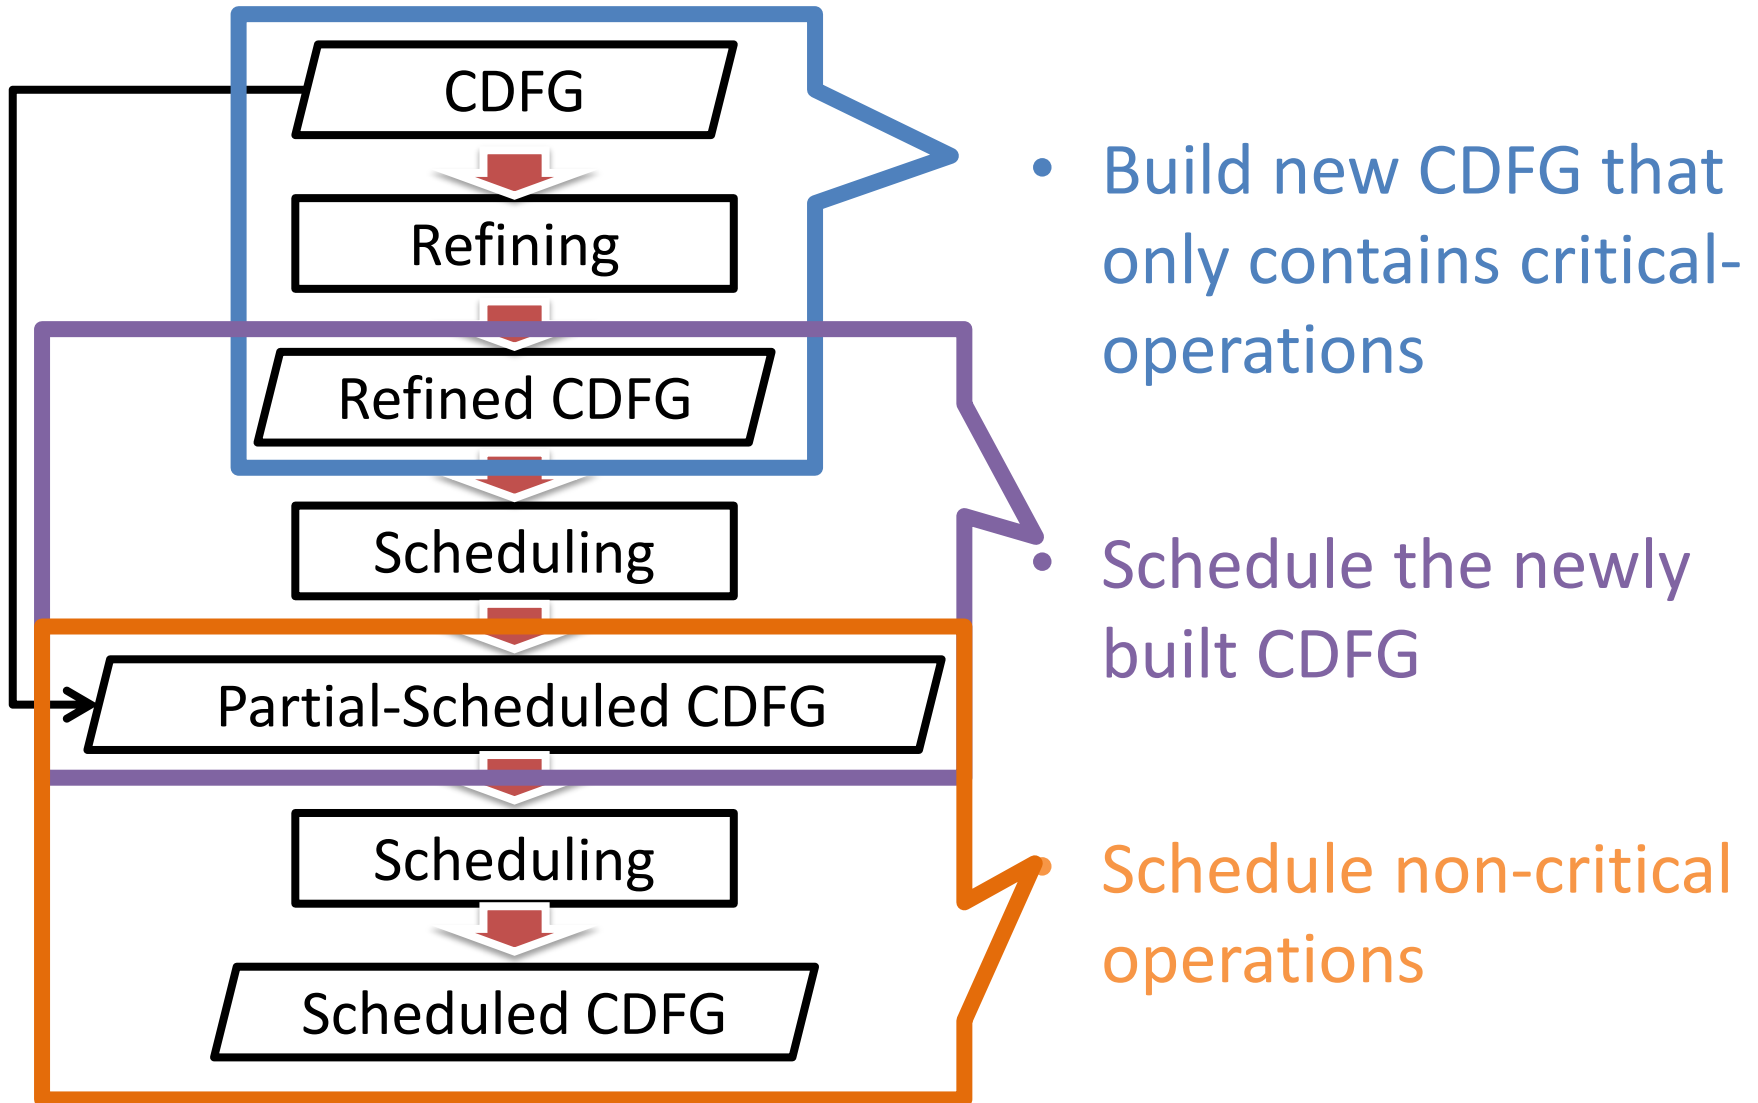 CDFG
Refining
Refined CDFG
Scheduling
Partial-Scheduled CDFG
Scheduling
Scheduled CDFG
• Build new CDFG that
only contains critical-
operations
• Schedule the newly
built CDFG
• Schedule non-critical
operations